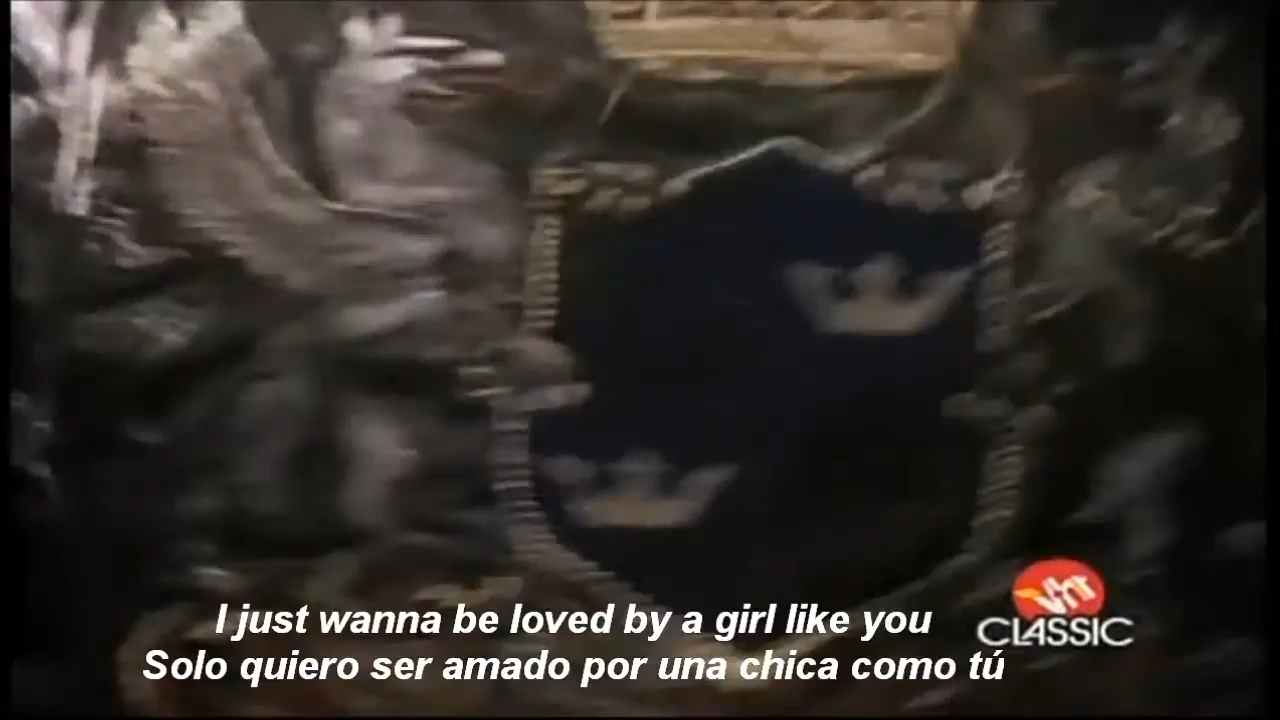 I just wanna be loved by a girl like you
Solo quiero ser amado por una chica como tú
VH1
CLASSIC